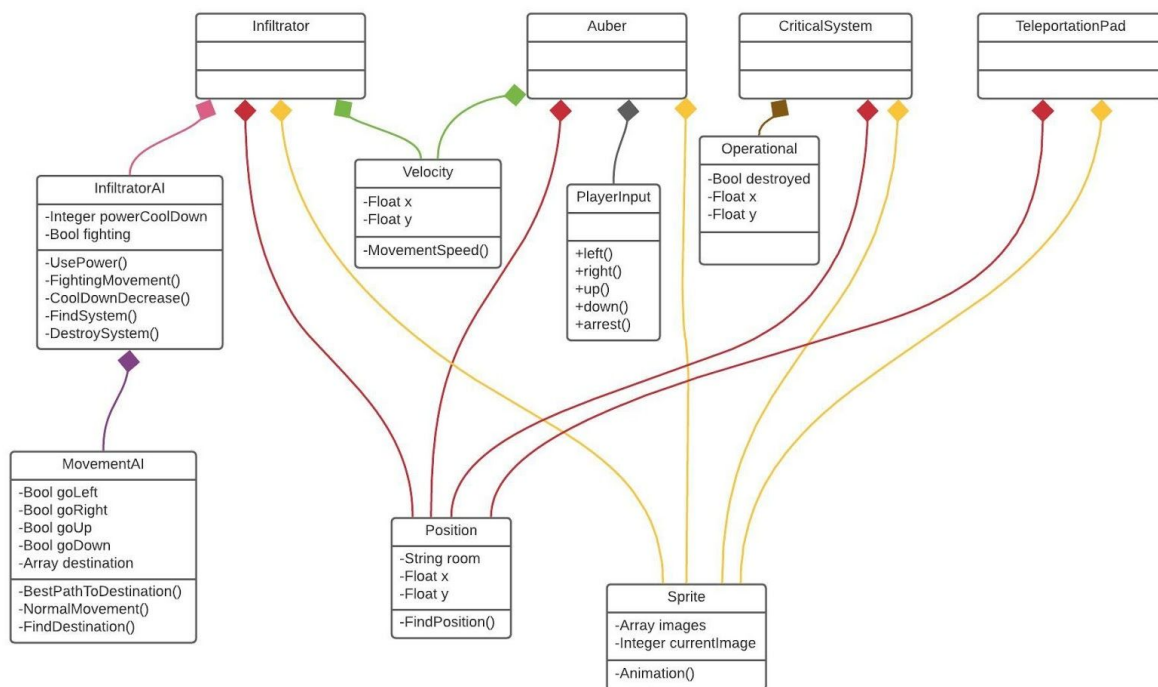 Infiltrator
Auber
CriticalSystem
TeleportationPad
InfiltratorAI
-Integer powerCoolDown
-Bool fighting
-UsePower()
-FightingMovement()
-CoolDownDecrease()
-FindSystem()
-DestroySystem()
Velocity
-Float x
-Float y
-MovementSpeed()
PlayerInput
+left()
+right()
+up()
+down()
+arrest()
Operational
-Bool destroyed
-Float x
-Float y
MovementAI
-Bool goLeft
-Bool goRight
-Bool goUp
-Bool goDown
-Array destination
-BestPathToDestination()
-NormalMovement()
-FindDestination()
Position
-String room
-Float x
-Float y
-FindPosition()
Sprite
-Array images
-Integer currentImage
-Animation()